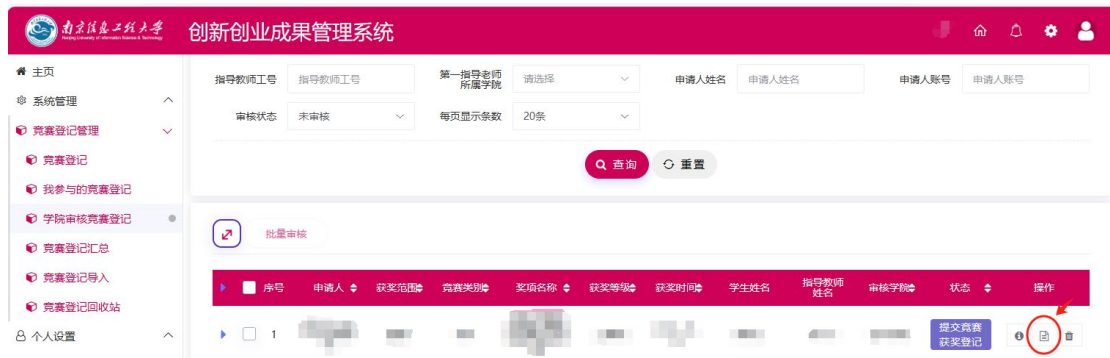 南京信息工程大学 创新创业成果管理系统
Nanjing University of Information Science & Technology
主页
系统管理
竞赛登记管理
竞赛登记
我参与的竞赛登记
学院审核竞赛登记
竞赛登记汇总
竞赛登记导入
竞赛登记回收站
个人设置
指导教师工号 指导教师工号 第一指导老师所属学院 请选择 申请人姓名 申请人姓名 申请人账号 申请人账号
审核状态 未审核 每页显示条数 20条
查询 重置
批量审核
序号 申请人 获奖范围 竞赛类别 奖项名称 获奖等级 获奖时间 学生姓名 指导教师姓名 审核学院 状态 操作
1 提交竞赛
获奖登记